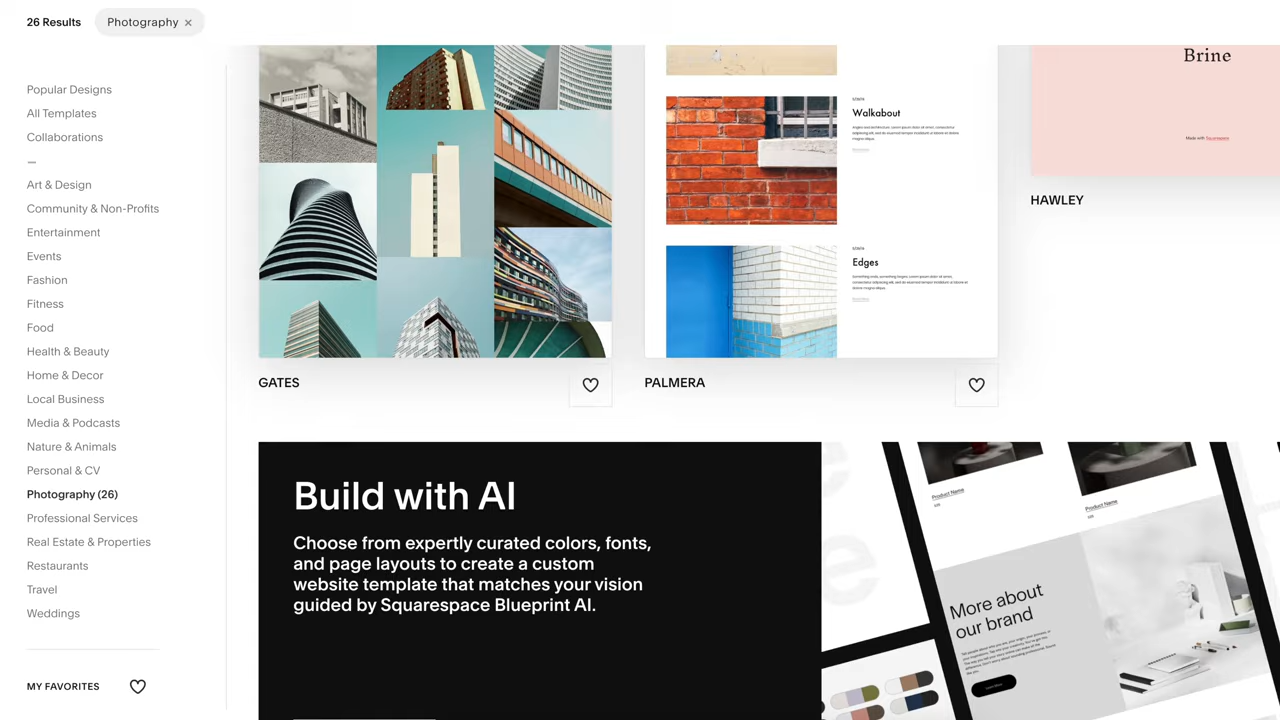 26 Results
Photography ×
Popular Designs
All Templates
Collaborations
—
Art & Design
Community & Non-Profits
Entertainment
Events
Fashion
Fitness
Food
Health & Beauty
Home & Decor
Local Business
Media & Podcasts
Nature & Animals
Personal & CV
Photography (26)
Professional Services
Real Estate & Properties
Restaurants
Travel
Weddings
MY FAVORITES
GATES
Walkabout
Edges
PALMERA
Brine
Made with Squarespace
HAWLEY
Build with AI
Choose from expertly curated colors, fonts,
and page layouts to create a custom
website template that matches your vision
guided by Squarespace Blueprint AI.
Product Name
Product Name
More about
our brand